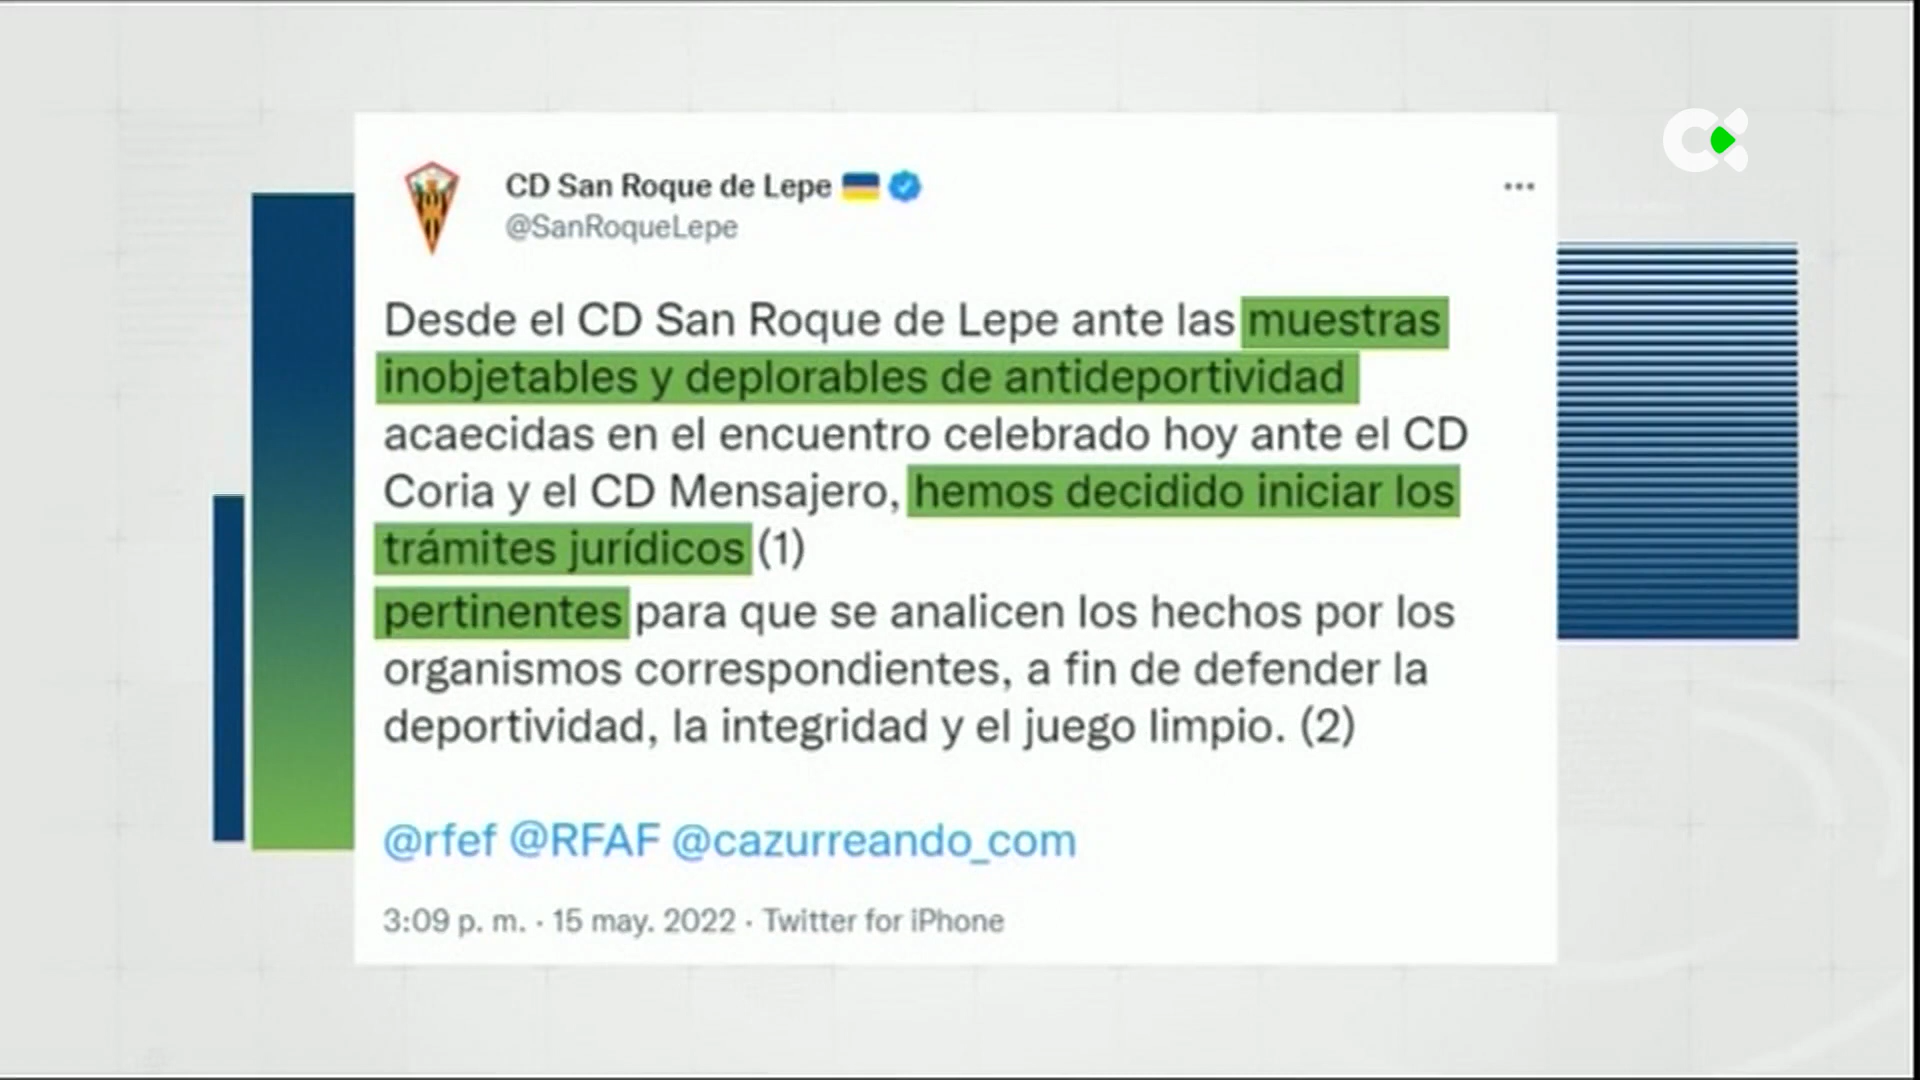 CD San Roque de Lepe
@SanRoqueLepe
Desde el CD San Roque de Lepe ante las muestras
inobjetables y deplorables de antideportividad
acaecidas en el encuentro celebrado hoy ante el CD
Coria y el CD Mensajero, hemos decidido iniciar los
trámites jurídicos (1)
pertinentes para que se analicen los hechos por los
organismos correspondientes, a fin de defender la
deportividad, la integridad y el juego limpio. (2)
@rfef @RFAF @cazurreando_com
3:09 p. m. · 15 may. 2022 · Twitter for iPhone